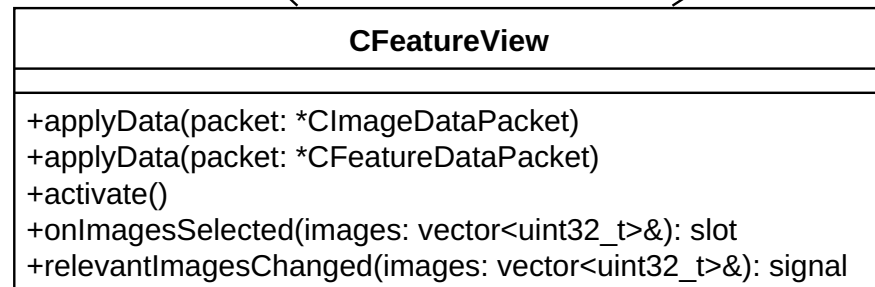 CFeatureView
+applyData(packet: *CImageDataPacket)
+applyData(packet: *CFeatureDataPacket)
+activate()
+onImagesSelected(images: vector<uint32_t>&): slot
+relevantImagesChanged(images: vector<uint32_t>&): signal